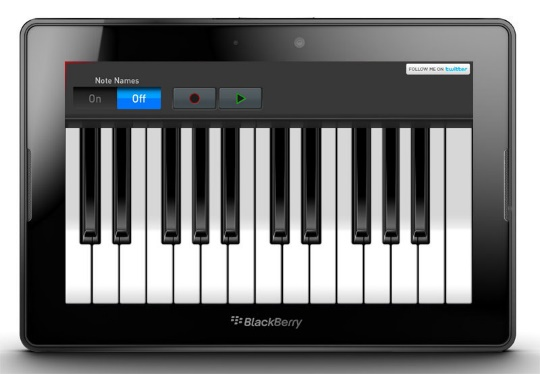 FOLLOW ME ON twitter
Note Names
On Off
BlackBerry